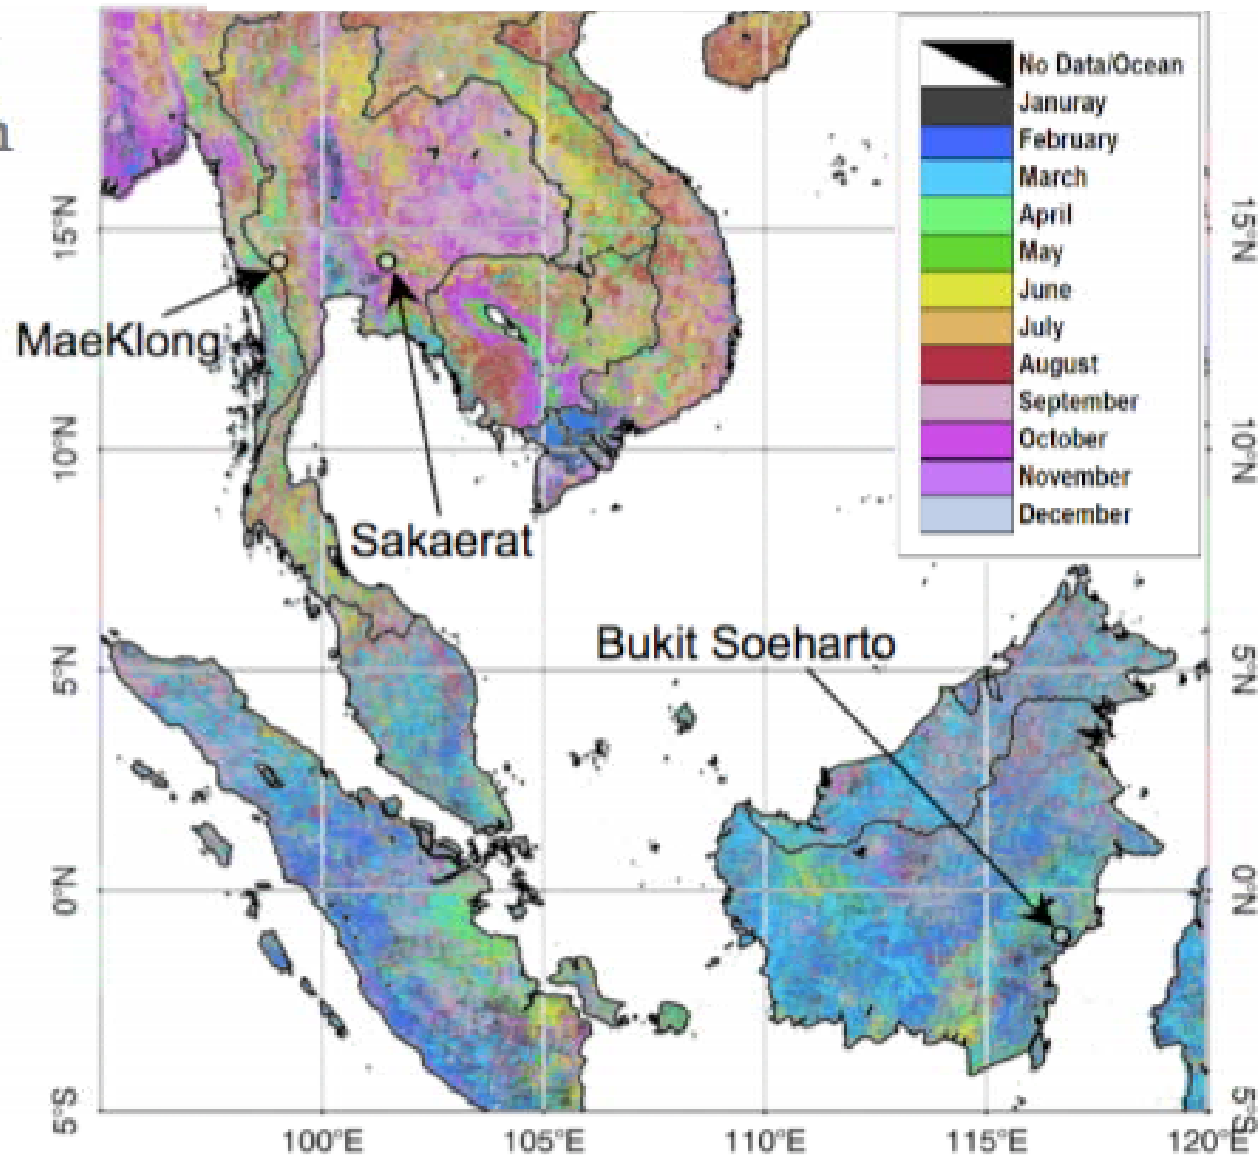 n
No Data/Ocean
Januray
February
March
April
May
June
July
August
September
October
November
December
15°N
15°N
MaeKlong
10°N
10°N
Sakaerat
Bukit Soeharto
5°N
5°N
0°N
0°N
5°S
5°S
100°E
105°E
110°E
115°E
120°E